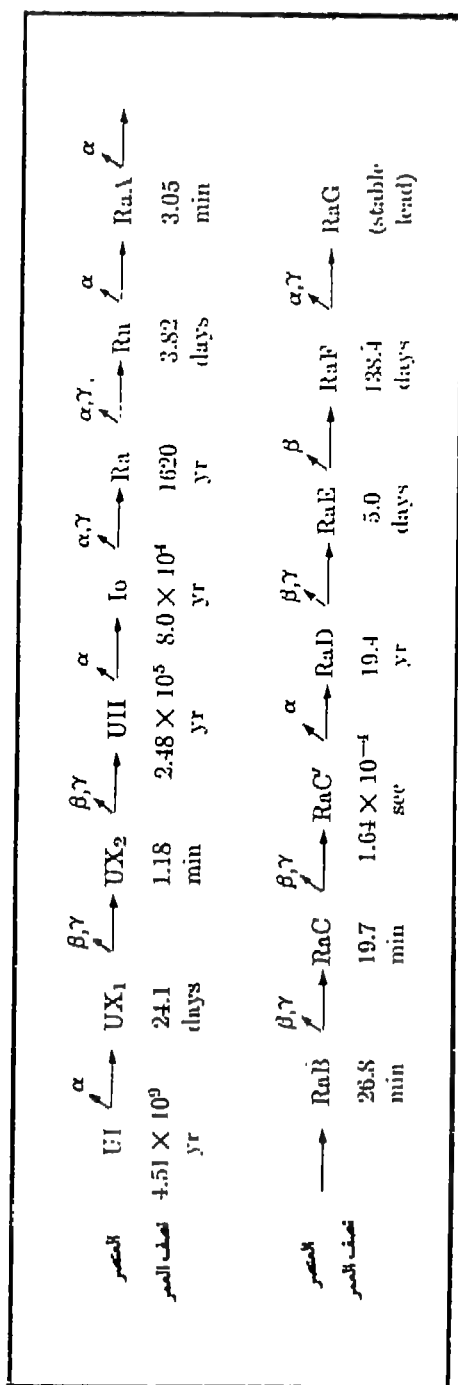 α β,γ β,γ α α,γ α,γ. α α
العنصر UI UX₁ UX₂ UII Io Ra Rn RaA
نصف العمر 4.51 × 10⁹ 24.1 1.18 2.48 × 10⁵ 8.0 × 10⁴ 1620 3.82 3.05
yr days min yr yr yr days min
β,γ β,γ α β,γ β α,γ
العنصر RaB RaC RaC′ RaD RaE RaF RaG
نصف العمر 26.8 19.7 1.64 × 10⁻⁴ 19.4 5.0 138.4 (stable
min min sec yr days days lead)